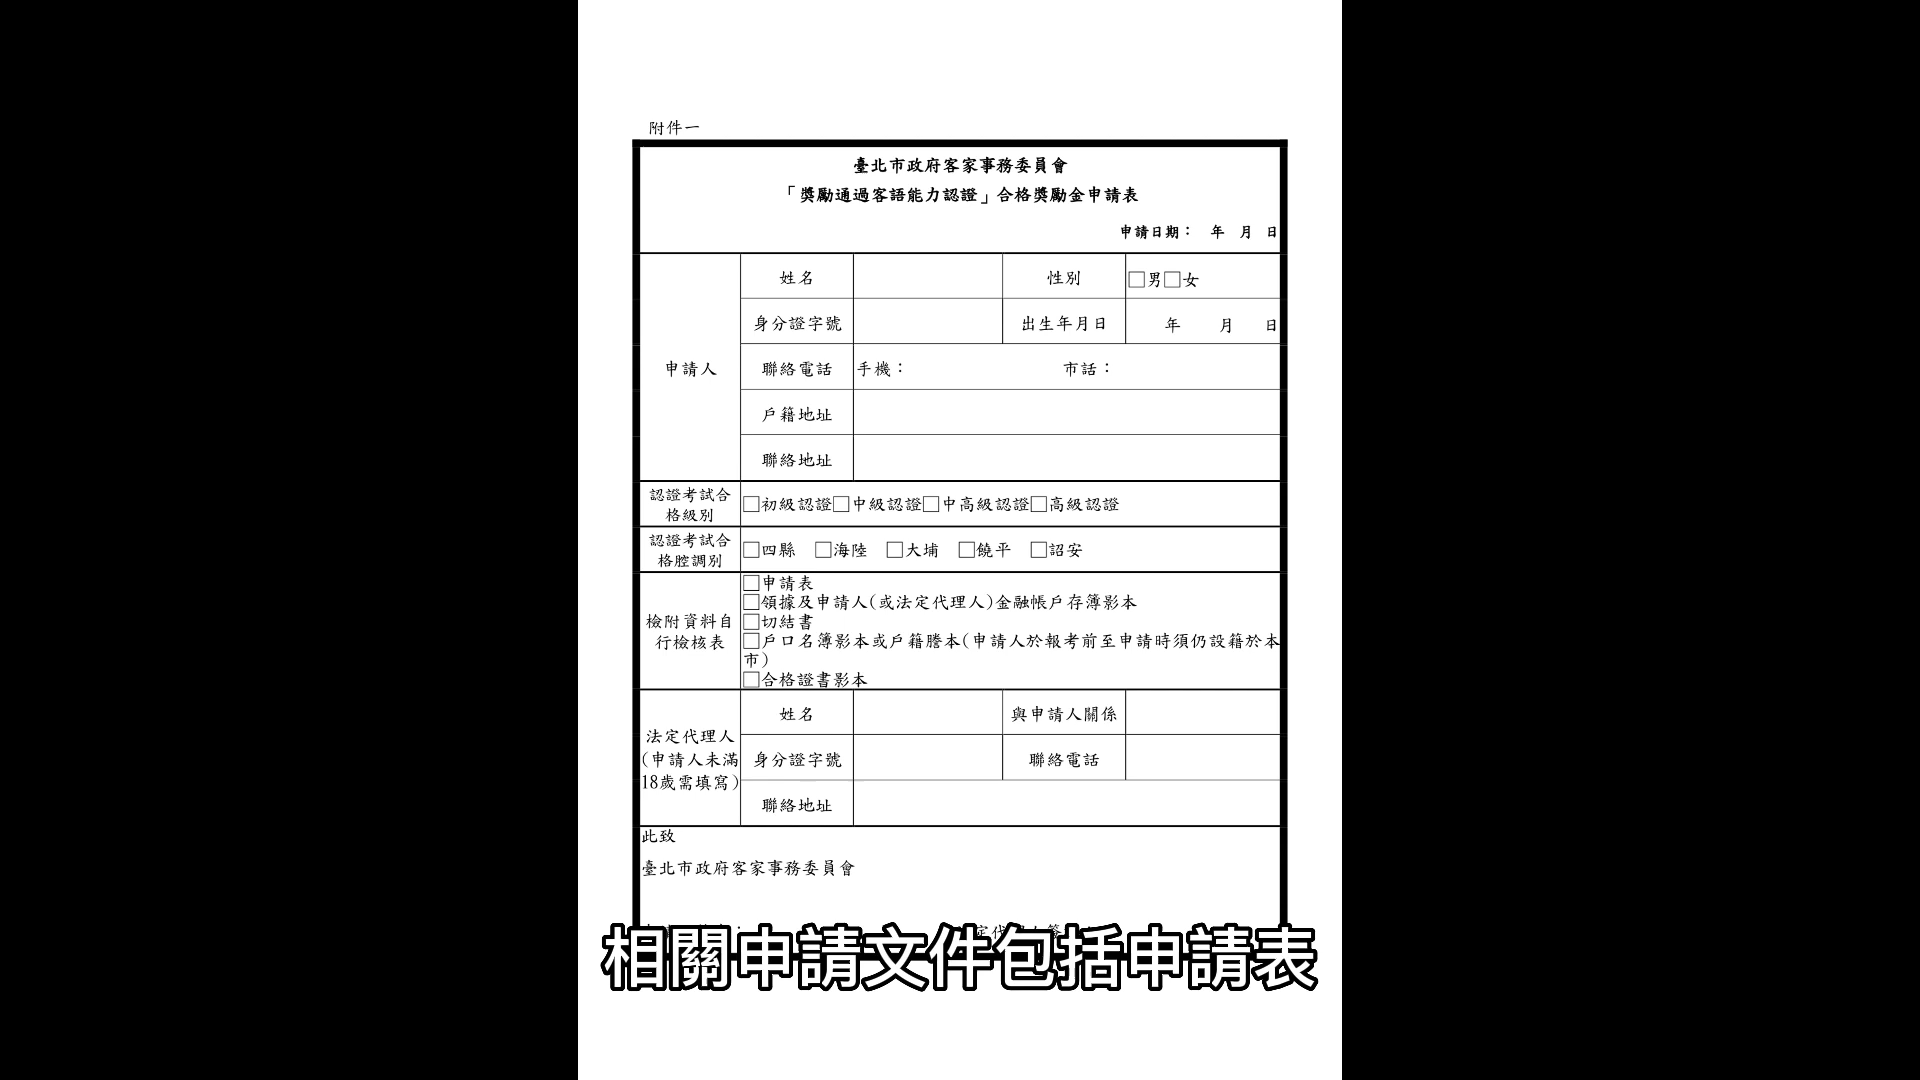 附件一
臺北市政府客家事務委員會
「獎勵通過客語能力認證」合格獎勵金申請表
申請日期： 年 月 日
申請人
姓名
性別
□男□女
身分證字號
出生年月日
年 月 日
聯絡電話
手機： 市話：
戶籍地址
聯絡地址
認證考試合
格級別
□初級認證□中級認證□中高級認證□高級認證
認證考試合
格腔調別
□四縣 □海陸 □大埔 □饒平 □詔安
檢附資料自
行檢核表
□申請表
□領據及申請人(或法定代理人)金融帳戶存簿影本
□切結書
□戶口名簿影本或戶籍謄本(申請人於報考前至申請時須仍設籍於本
市)
□合格證書影本
法定代理人
(申請人未滿
18歲需填寫)
姓名
與申請人關係
身分證字號
聯絡電話
聯絡地址
此致
臺北市政府客家事務委員會
相關申請文件包括申請表